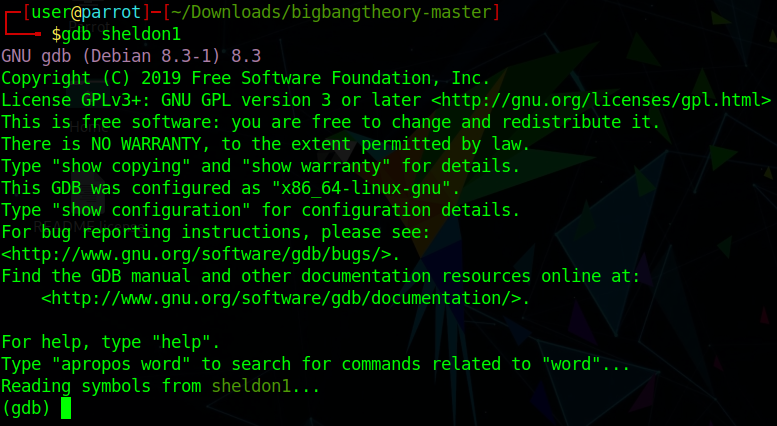 ┌─[user@parrot]─[~/Downloads/bigbangtheory-master]
└──╼ $gdb sheldon1
GNU gdb (Debian 8.3-1) 8.3
Copyright (C) 2019 Free Software Foundation, Inc.
License GPLv3+: GNU GPL version 3 or later <http://gnu.org/licenses/gpl.html>
This is free software: you are free to change and redistribute it.
There is NO WARRANTY, to the extent permitted by law.
Type "show copying" and "show warranty" for details.
This GDB was configured as "x86_64-linux-gnu".
Type "show configuration" for configuration details.
For bug reporting instructions, please see:
<http://www.gnu.org/software/gdb/bugs/>.
Find the GDB manual and other documentation resources online at:
    <http://www.gnu.org/software/gdb/documentation/>.

For help, type "help".
Type "apropos word" to search for commands related to "word"...
Reading symbols from sheldon1...
(gdb)